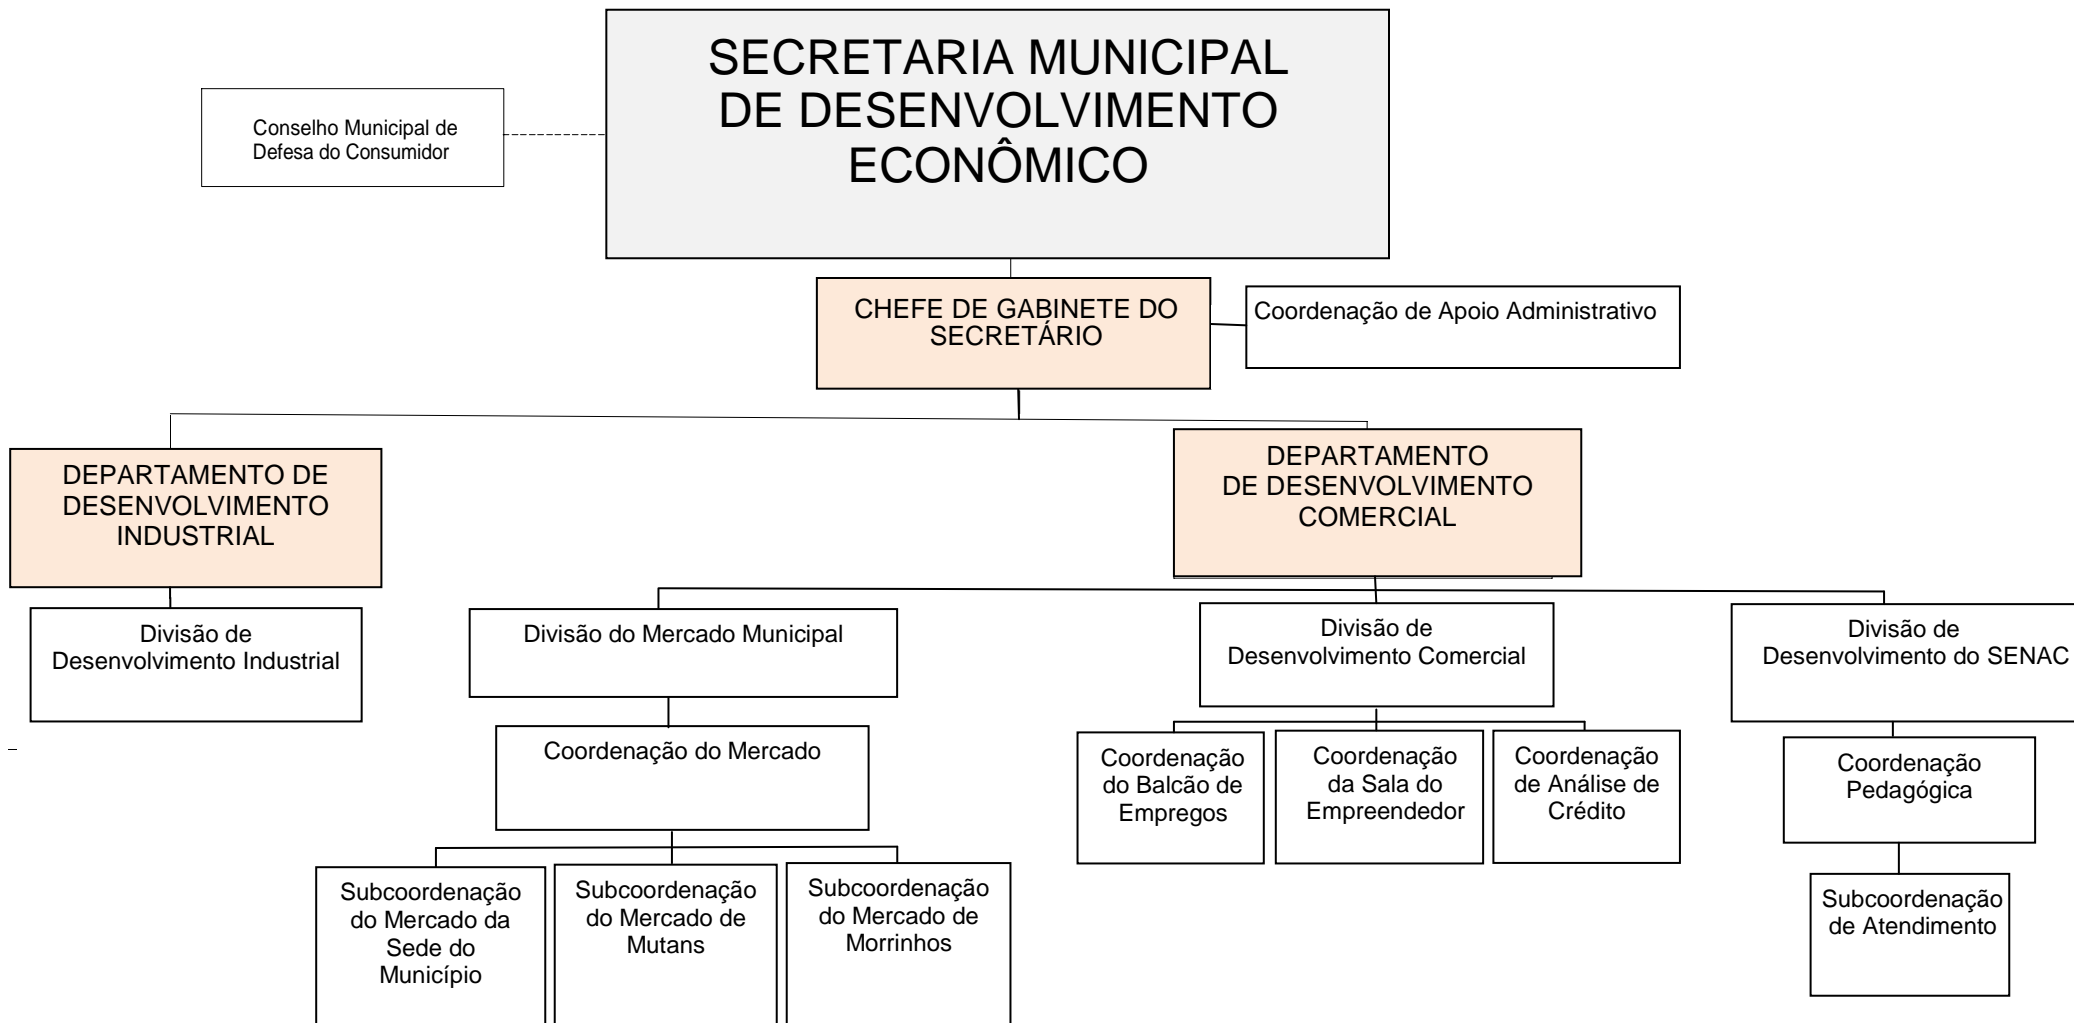 SECRETARIA MUNICIPAL
DE DESENVOLVIMENTO
ECONÔMICO
Conselho Municipal de
Defesa do Consumidor
CHEFE DE GABINETE DO
SECRETÁRIO
Coordenação de Apoio Administrativo
DEPARTAMENTO DE
DESENVOLVIMENTO
INDUSTRIAL
DEPARTAMENTO
DE DESENVOLVIMENTO
COMERCIAL
Divisão de
Desenvolvimento Industrial
Divisão do Mercado Municipal
Divisão de
Desenvolvimento Comercial
Divisão de
Desenvolvimento do SENAC
Coordenação do Mercado
Coordenação
do Balcão de
Empregos
Coordenação
da Sala do
Empreendedor
Coordenação
de Análise de
Crédito
Coordenação
Pedagógica
Subcoordenação
do Mercado da
Sede do
Município
Subcoordenação
do Mercado de
Mutans
Subcoordenação
do Mercado de
Morrinhos
Subcoordenação
de Atendimento